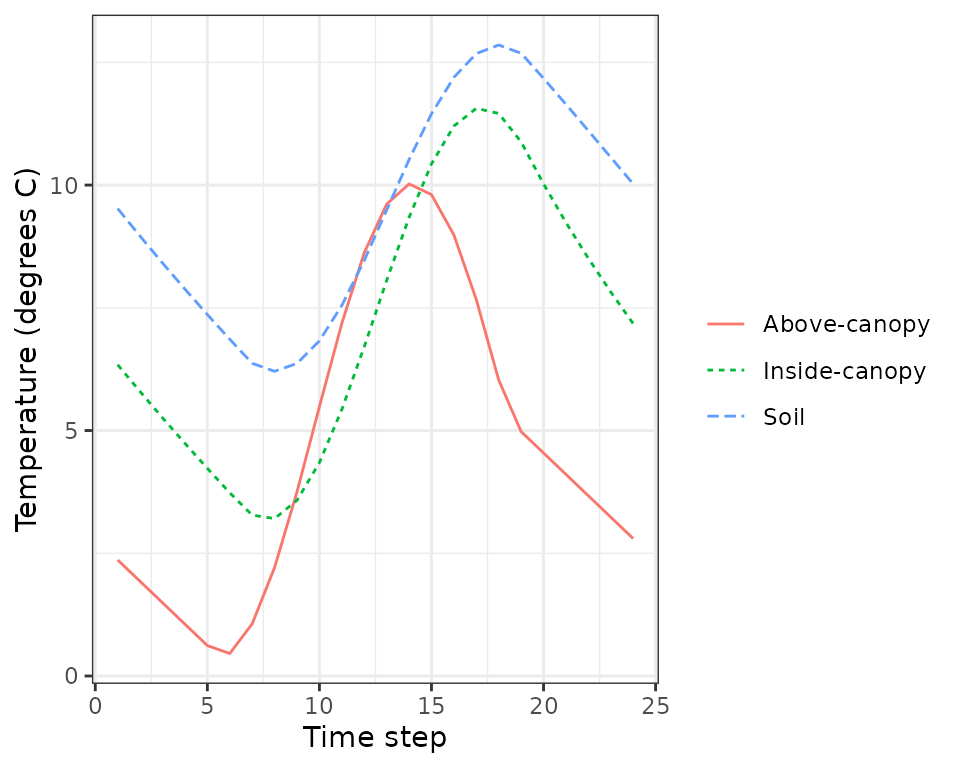 Temperature (degrees C)
10
5
0
0 5 10 15 20 25
Time step
Above-canopy
Inside-canopy
Soil